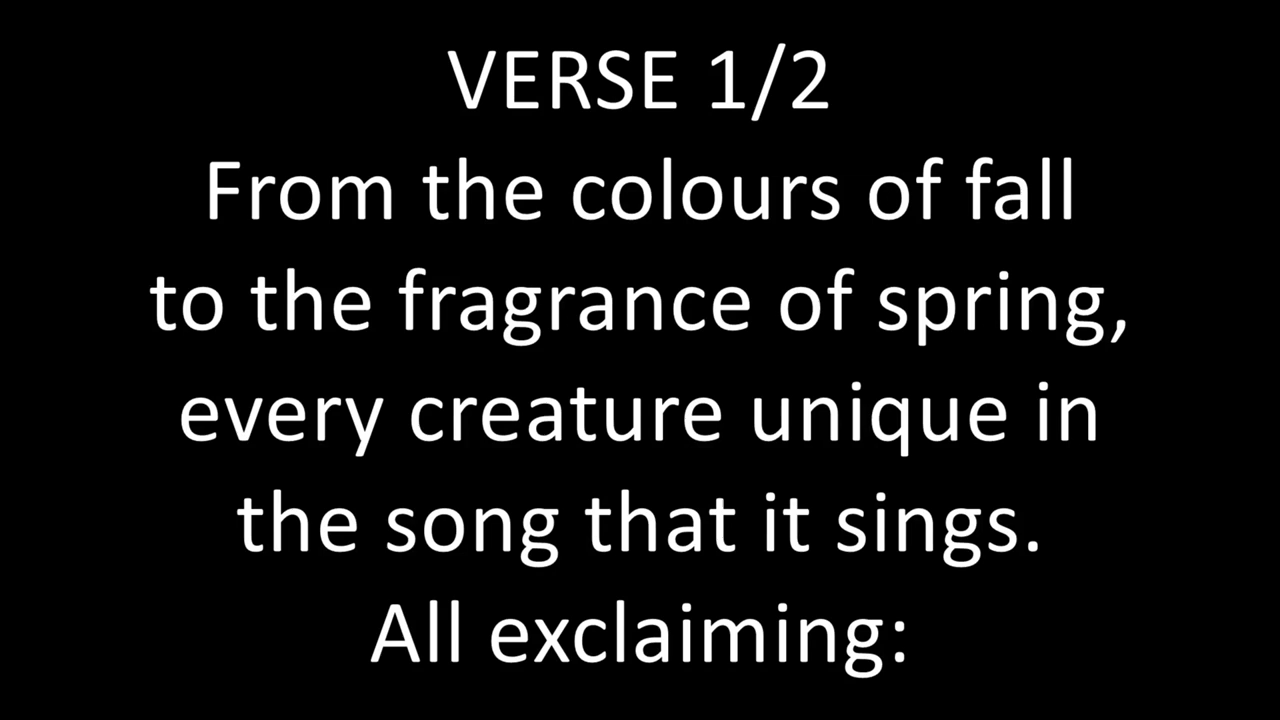 VERSE 1/2
From the colours of fall
to the fragrance of spring,
every creature unique in
the song that it sings.
All exclaiming: